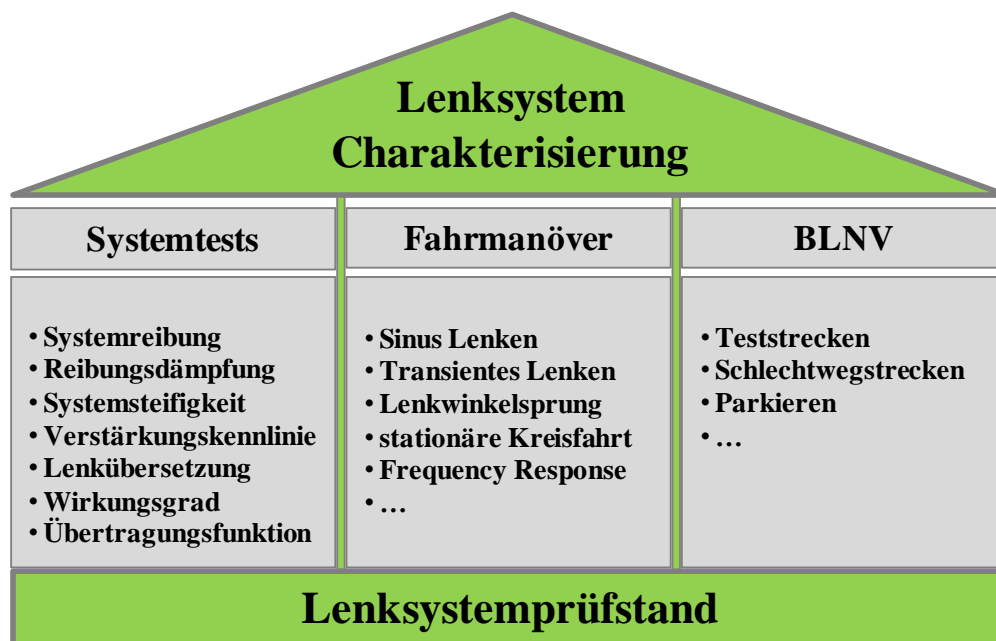 Lenksystem
Charakterisierung
Systemtests
• Systemreibung
• Reibungsdämpfung
• Systemsteifigkeit
• Verstärkungskennlinie
• Lenkübersetzung
• Wirkungsgrad
• Übertragungsfunktion
Fahrmanöver
• Sinus Lenken
• Transientes Lenken
• Lenkwinkelsprung
• stationäre Kreisfahrt
• Frequency Response
• …
BLNV
• Teststrecken
• Schlechtwegstrecken
• Parkieren
• …
Lenksystemprüfstand